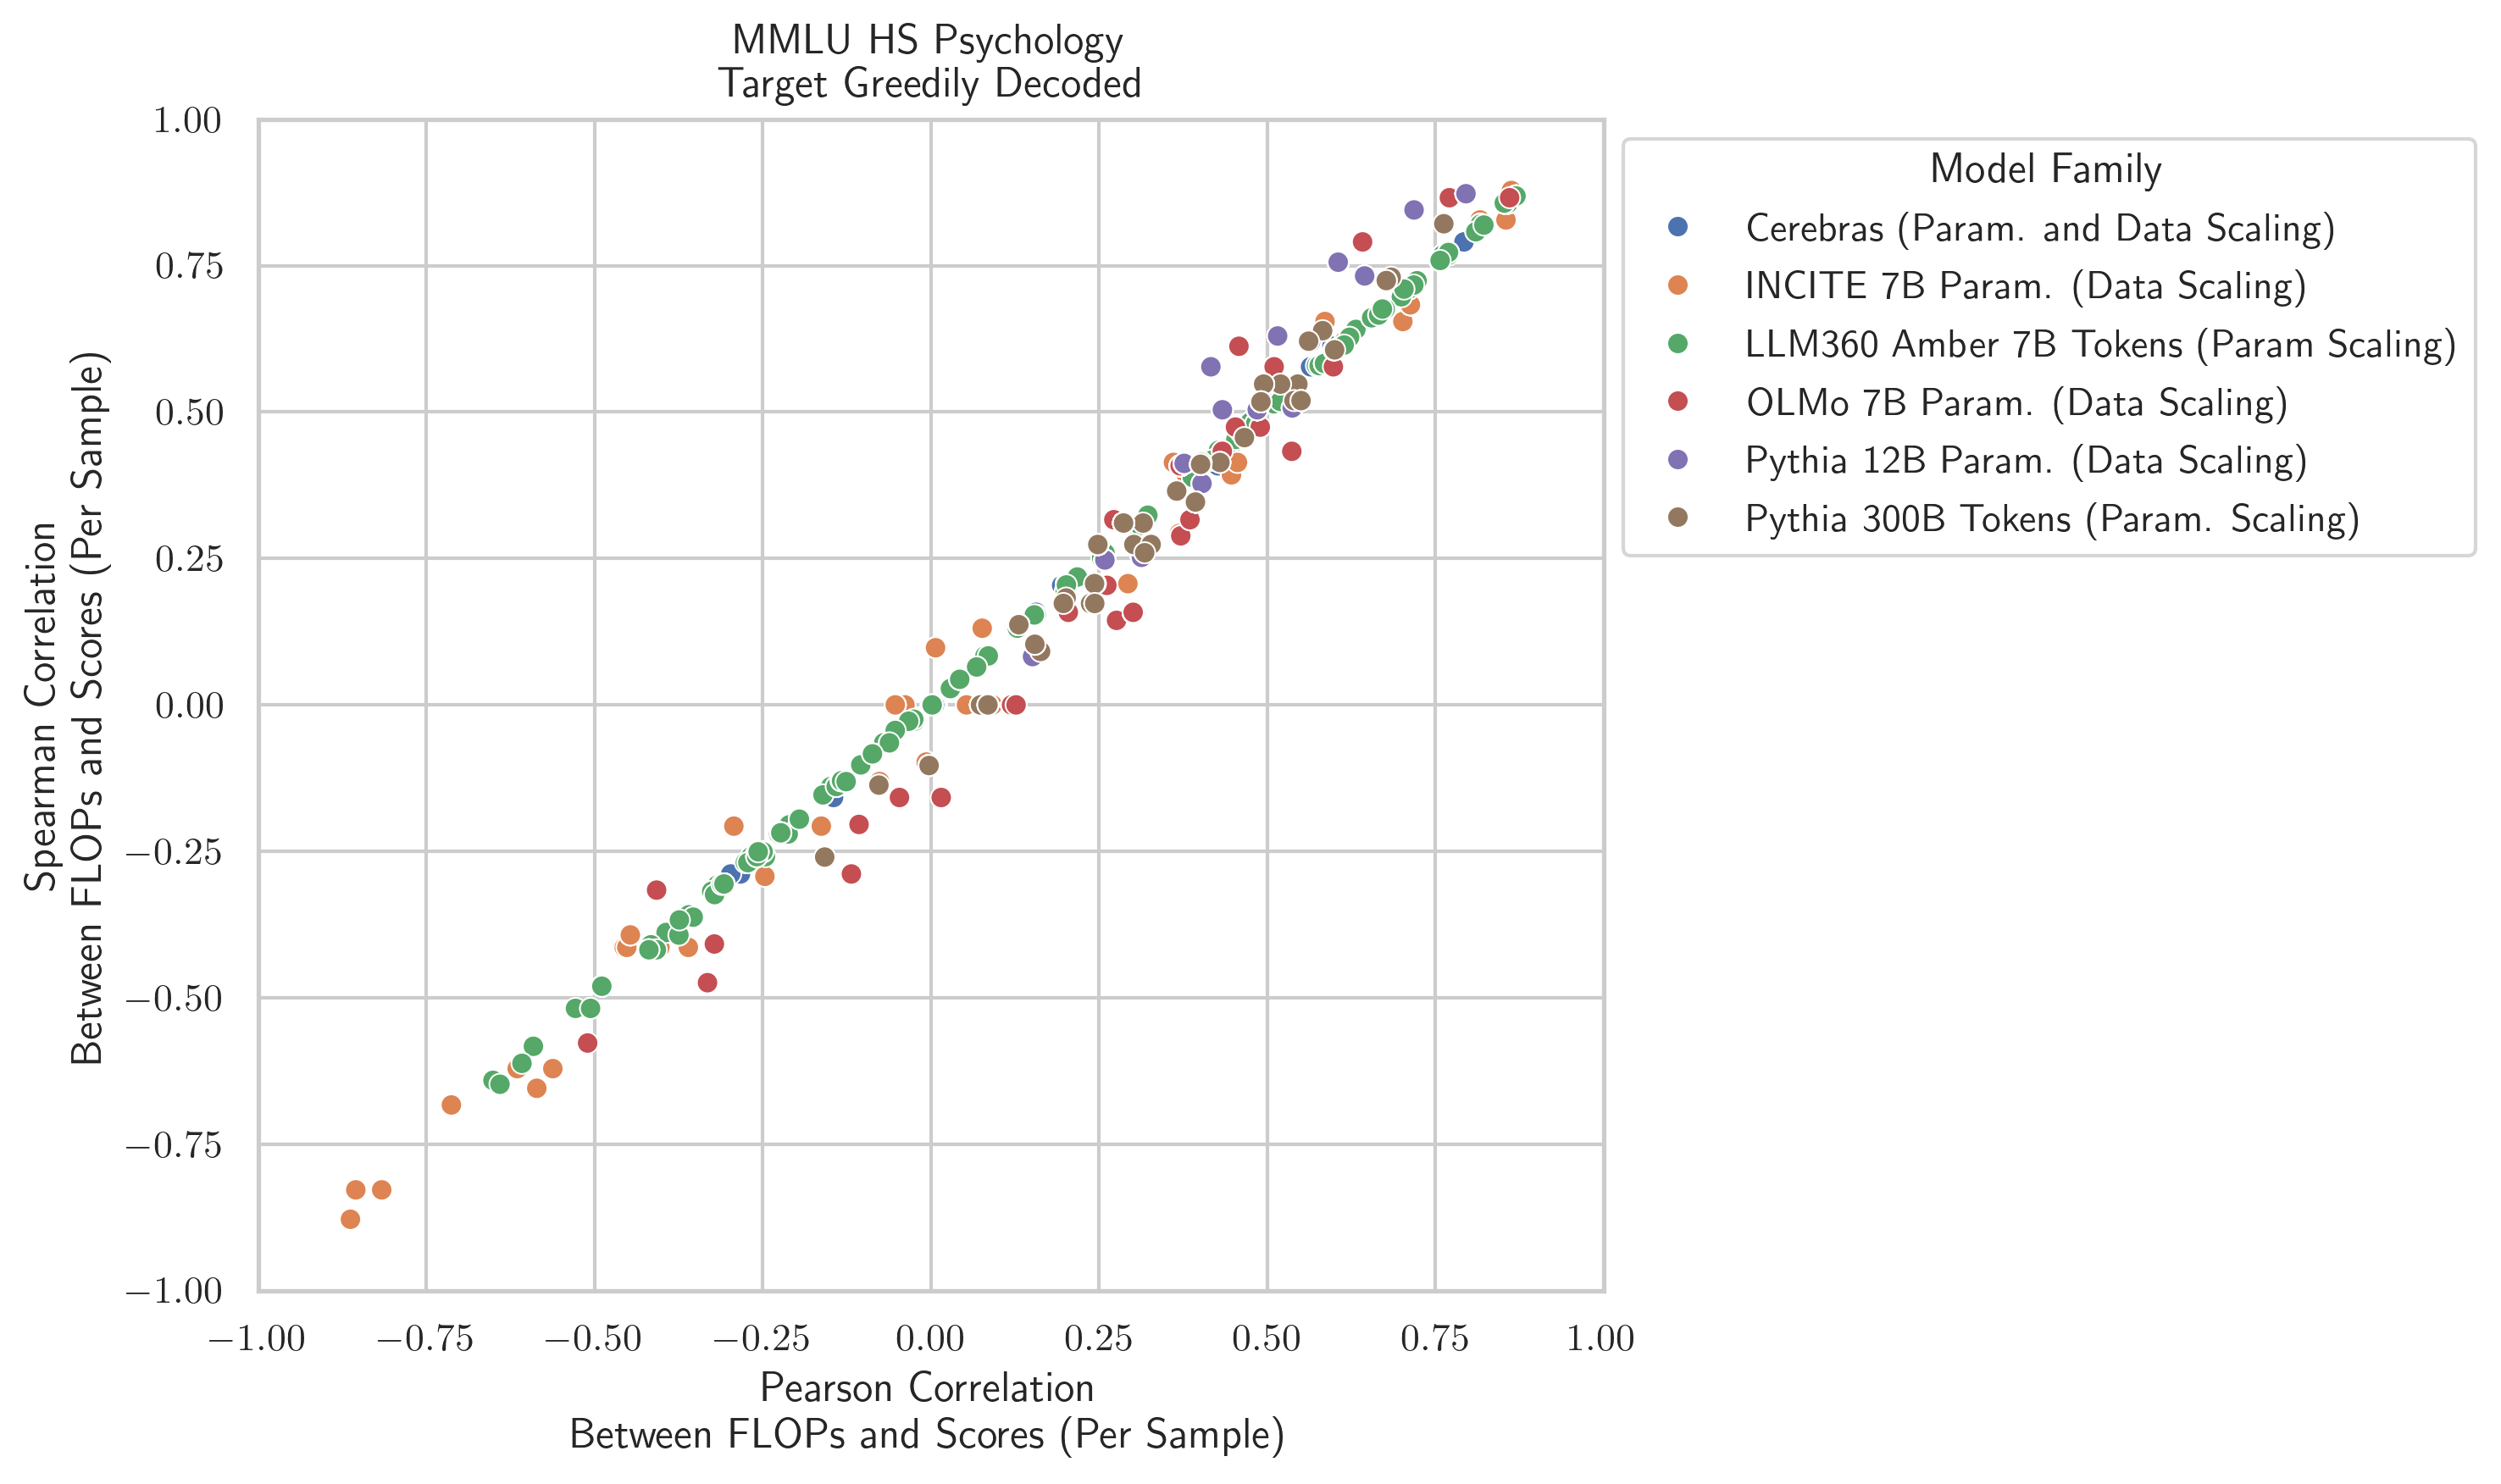 MMLU HS Psychology
Target Greedily Decoded
1.00
0.75
0.50
0.25
0.00
−0.25
−0.50
−0.75
−1.00
Spearman Correlation
Between FLOPs and Scores (Per Sample)
−1.00 −0.75 −0.50 −0.25 0.00 0.25 0.50 0.75 1.00
Pearson Correlation
Between FLOPs and Scores (Per Sample)
Model Family
Cerebras (Param. and Data Scaling)
INCITE 7B Param. (Data Scaling)
LLM360 Amber 7B Tokens (Param Scaling)
OLMo 7B Param. (Data Scaling)
Pythia 12B Param. (Data Scaling)
Pythia 300B Tokens (Param. Scaling)